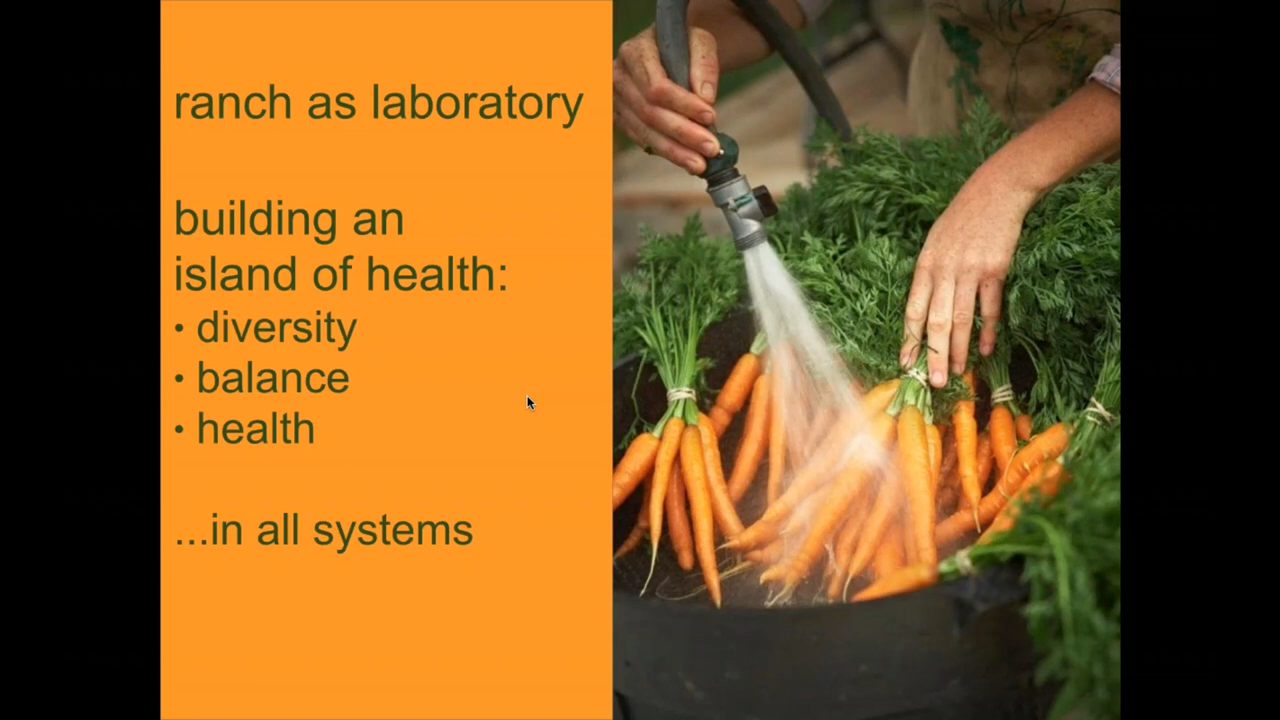 ranch as laboratory
building an
island of health:
• diversity
• balance
• health
...in all systems